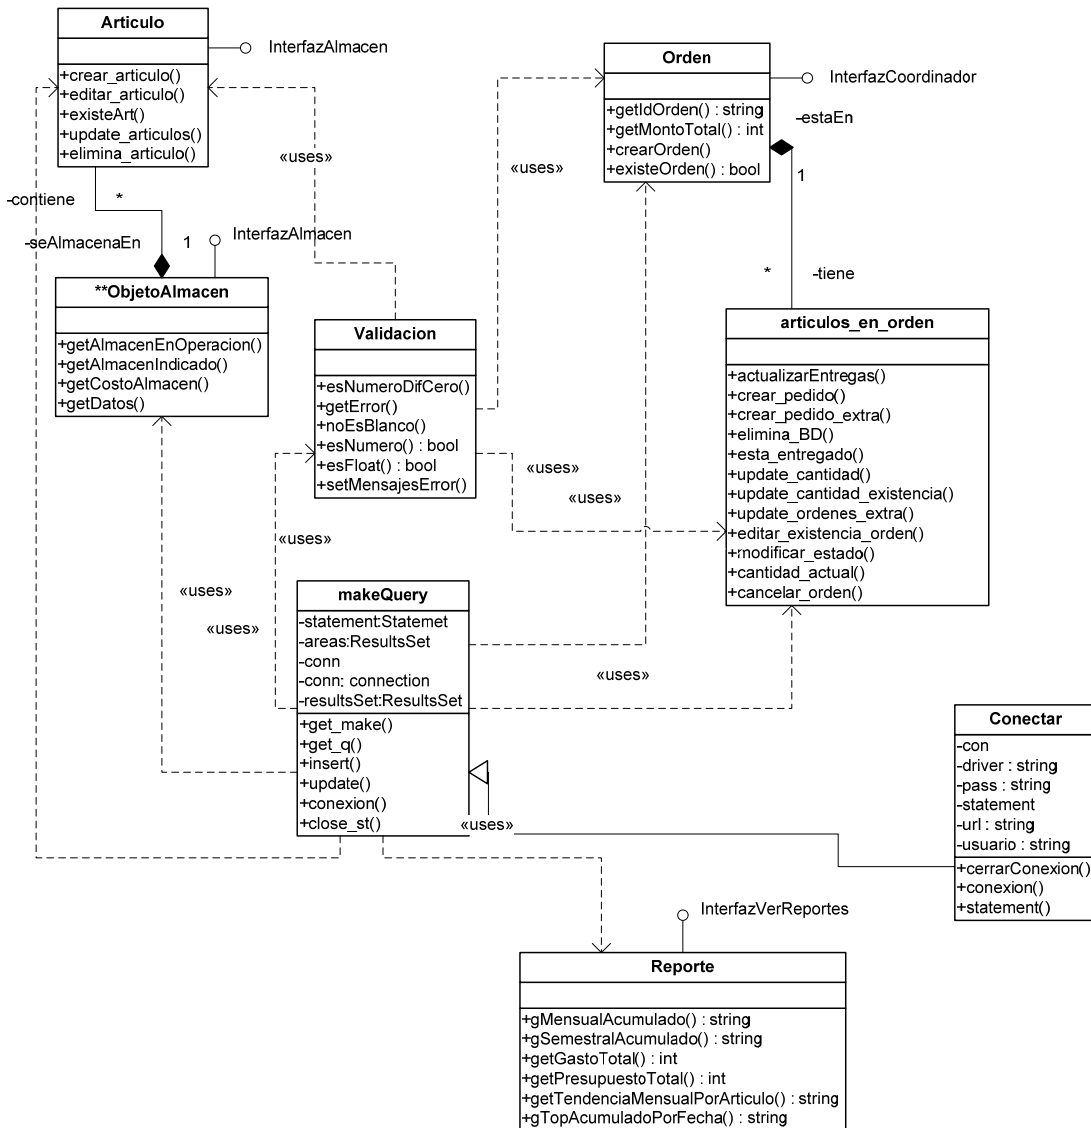 Articulo
InterfazAlmacen
+crear_articulo()
+editar_articulo()
+existeArt()
+update_articulos()
+elimina_articulo()
Orden
InterfazCoordinador
+getIdOrden() : string
+getMontoTotal() : int
+crearOrden()
+existeOrden() : bool
-estaEn
1
«uses»
«uses»
-contiene
*
-seAlmacenaEn
1
InterfazAlmacen
**ObjetoAlmacen
+getAlmacenEnOperacion()
+getAlmacenIndicado()
+getCostoAlmacen()
+getDatos()
*
-tiene
Validacion
+esNumeroDifCero()
+getError()
+noEsBlanco()
+esNumero() : bool
+esFloat() : bool
+setMensajesError()
articulos_en_orden
+actualizarEntregas()
+crear_pedido()
+crear_pedido_extra()
+elimina_BD()
+esta_entregado()
+update_cantidad()
+update_cantidad_existencia()
+update_ordenes_extra()
+editar_existencia_orden()
+modificar_estado()
+cantidad_actual()
+cancelar_orden()
«uses»
«uses»
«uses»
«uses»
«uses»
«uses»
makeQuery
-statement:Statemet
-areas:ResultsSet
-conn
-conn: connection
-resultsSet:ResultsSet
+get_make()
+get_q()
+insert()
+update()
+conexion()
+close_st()
«uses»
Conectar
-con
-driver : string
-pass : string
-statement
-url : string
-usuario : string
+cerrarConexion()
+conexion()
+statement()
InterfazVerReportes
Reporte
+gMensualAcumulado() : string
+gSemestralAcumulado() : string
+getGastoTotal() : int
+getPresupuestoTotal() : int
+getTendenciaMensualPorArticulo() : string
+gTopAcumuladoPorFecha() : string